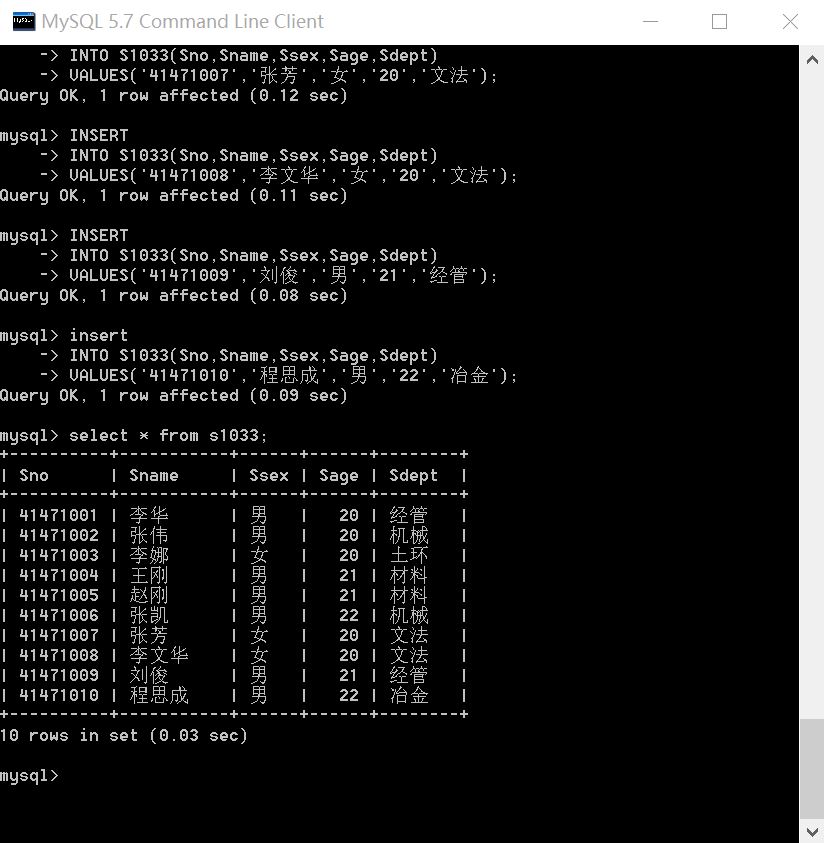 MySQL 5.7 Command Line Client
    -> INTO S1033(Sno,Sname,Ssex,Sage,Sdept)
    -> VALUES('41471007','张芳','女','20','文法');
Query OK, 1 row affected (0.12 sec)
mysql> INSERT
    -> INTO S1033(Sno,Sname,Ssex,Sage,Sdept)
    -> VALUES('41471008','李文华','女','20','文法');
Query OK, 1 row affected (0.11 sec)
mysql> INSERT
    -> INTO S1033(Sno,Sname,Ssex,Sage,Sdept)
    -> VALUES('41471009','刘俊','男','21','经管');
Query OK, 1 row affected (0.08 sec)
mysql> insert
    -> INTO S1033(Sno,Sname,Ssex,Sage,Sdept)
    -> VALUES('41471010','程思成','男','22','冶金');
Query OK, 1 row affected (0.09 sec)
mysql> select * from s1033;
+----------+-----------+------+------+--------+
| Sno      | Sname     | Ssex | Sage | Sdept  |
+----------+-----------+------+------+--------+
| 41471001 | 李华      | 男   |   20 | 经管   |
| 41471002 | 张伟      | 男   |   20 | 机械   |
| 41471003 | 李娜      | 女   |   20 | 土环   |
| 41471004 | 王刚      | 男   |   21 | 材料   |
| 41471005 | 赵刚      | 男   |   21 | 材料   |
| 41471006 | 张凯      | 男   |   22 | 机械   |
| 41471007 | 张芳      | 女   |   20 | 文法   |
| 41471008 | 李文华    | 女   |   20 | 文法   |
| 41471009 | 刘俊      | 男   |   21 | 经管   |
| 41471010 | 程思成    | 男   |   22 | 冶金   |
+----------+-----------+------+------+--------+
10 rows in set (0.03 sec)
mysql>